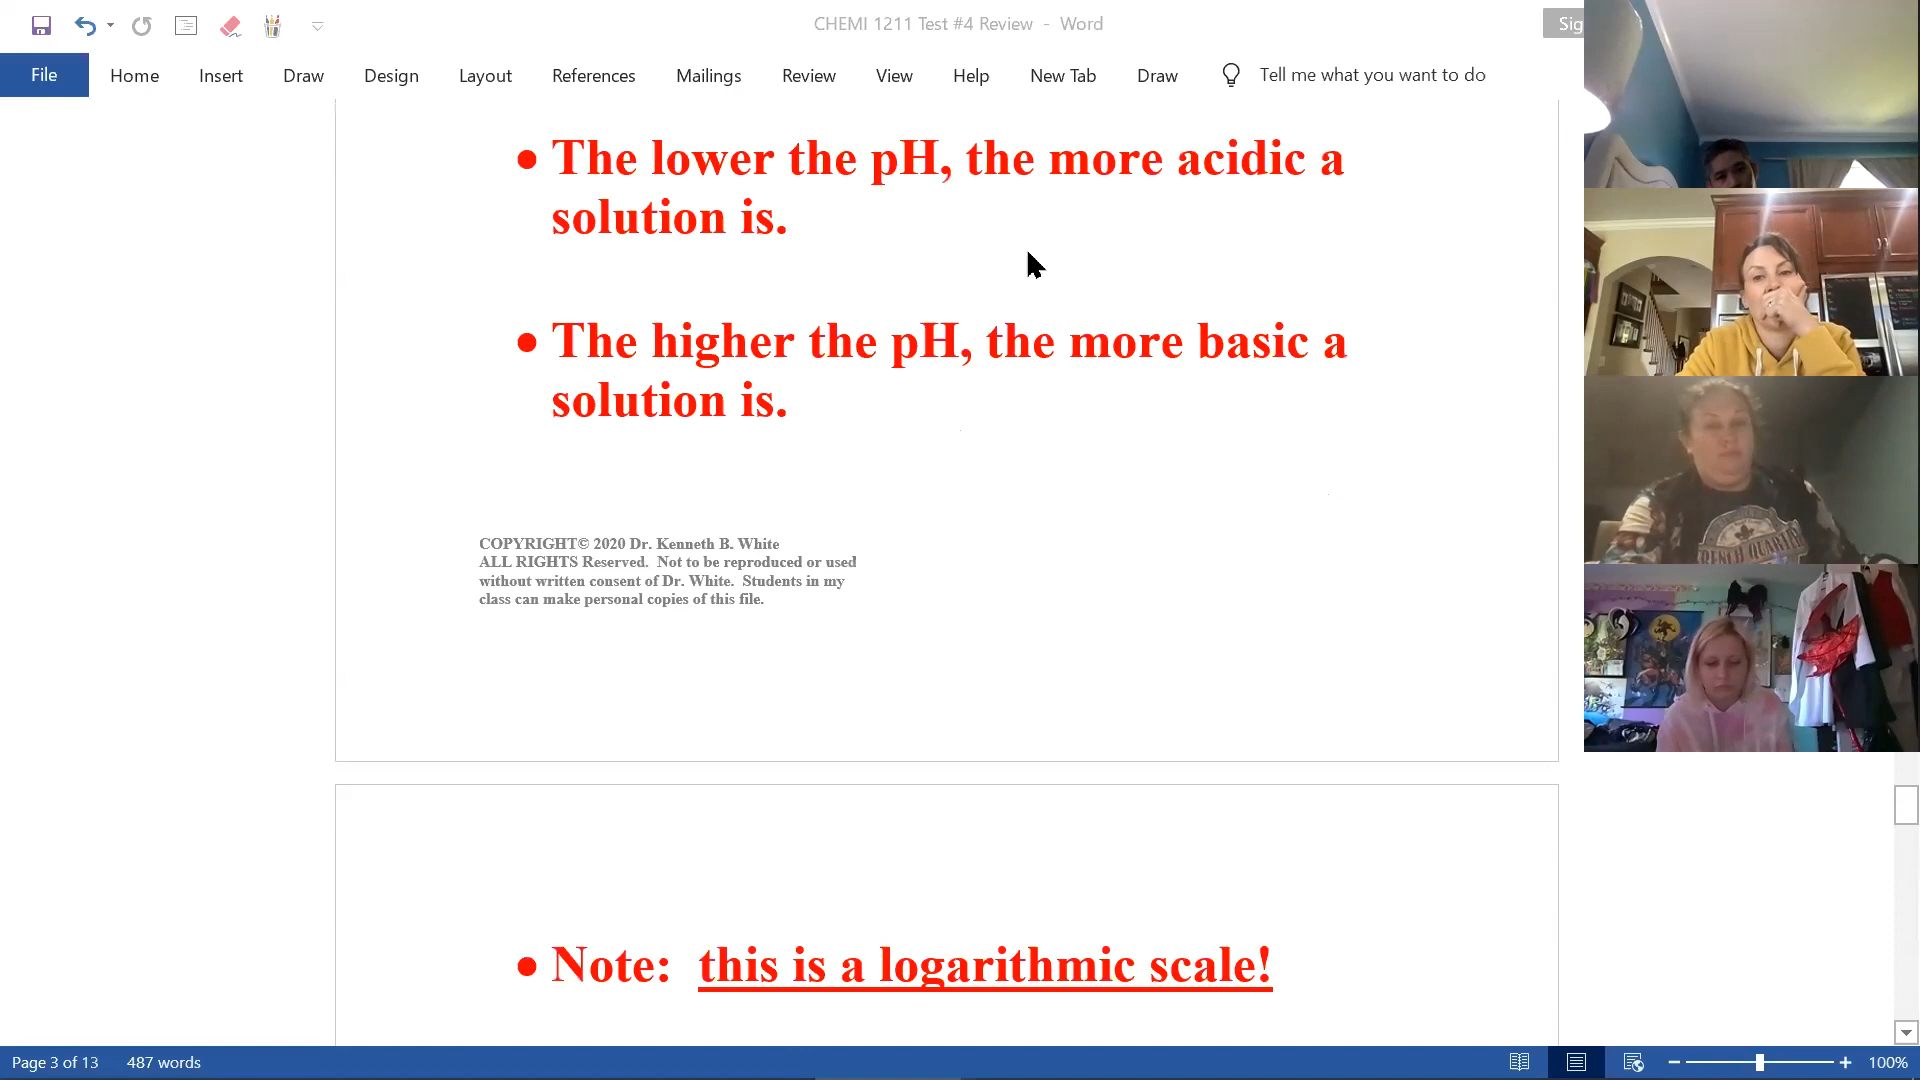 CHEMI 1211 Test #4 Review - Word
Sig
File Home Insert Draw Design Layout References Mailings Review View Help New Tab Draw Tell me what you want to do
• The lower the pH, the more acidic a
solution is.
• The higher the pH, the more basic a
solution is.
COPYRIGHT© 2020 Dr. Kenneth B. White
ALL RIGHTS Reserved. Not to be reproduced or used
without written consent of Dr. White. Students in my
class can make personal copies of this file.
FRENCH QUARTER
• Note: this is a logarithmic scale!
Page 3 of 13 487 words 100%